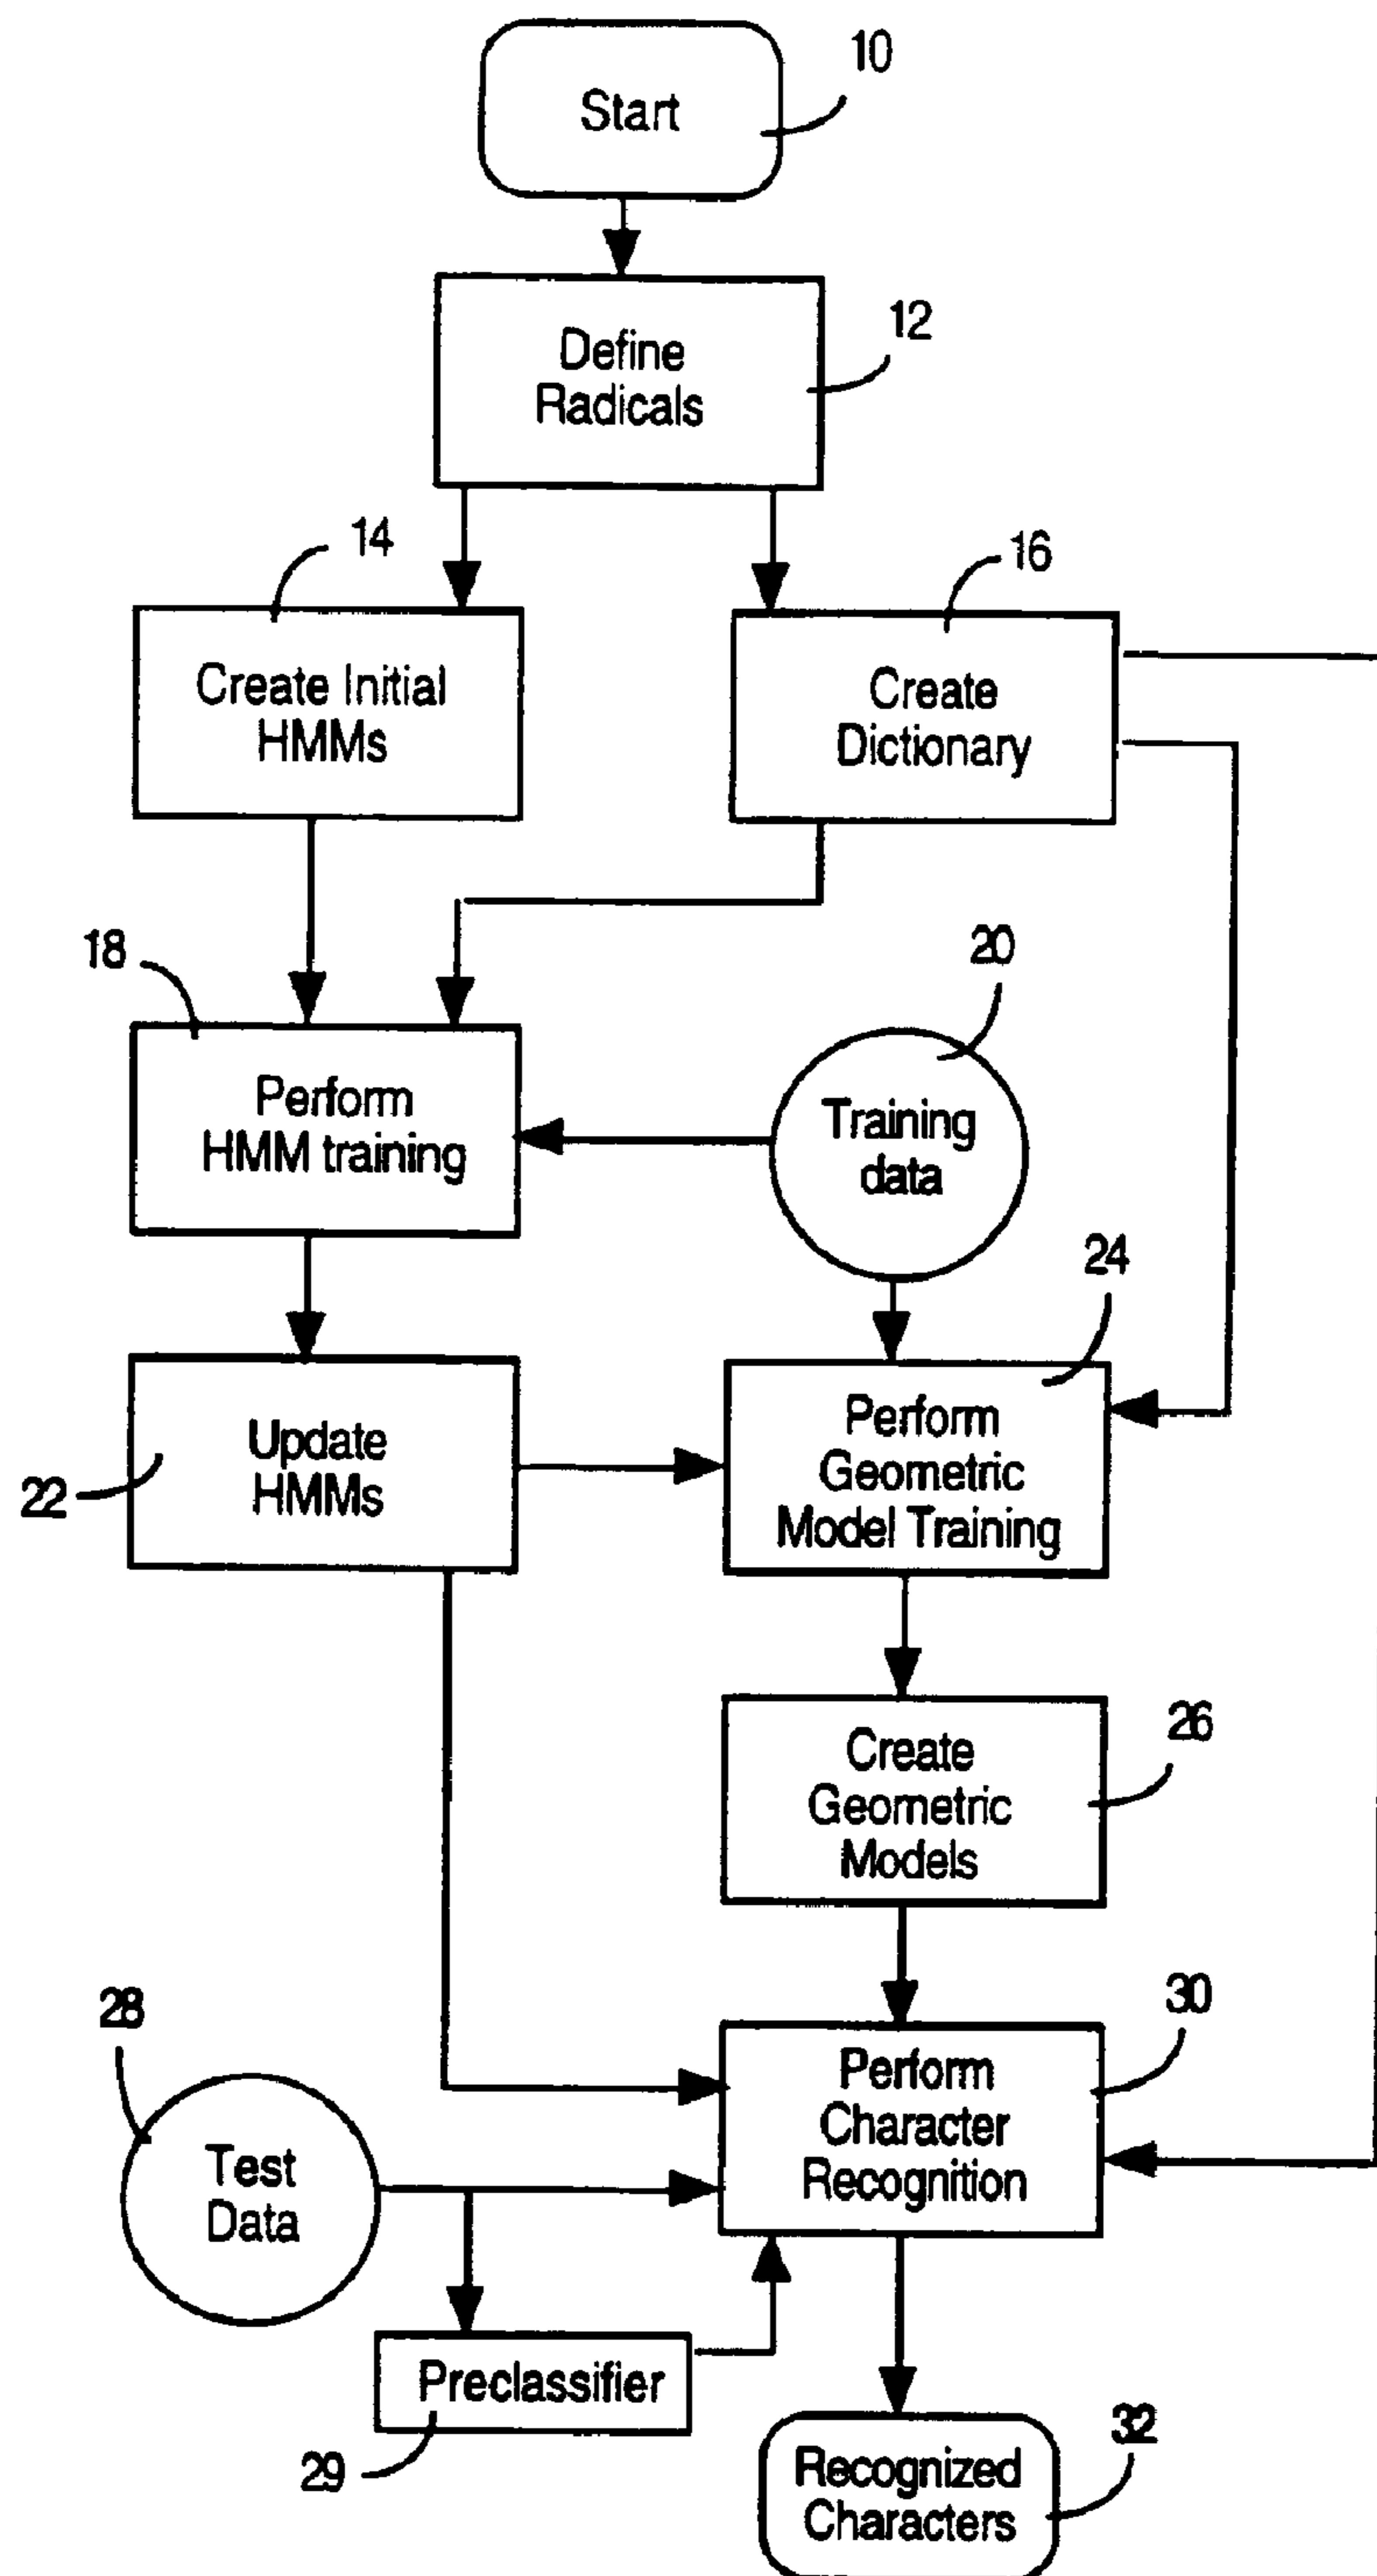 10
Start
12
Define
Radicals
14
16
Create Initial
HMMs
Create
Dictionary
18
20
Perform
HMM training
Training
data
24
Update
HMMs
22
Perform
Geometric
Model Training
26
Create
Geometric
Models
28
30
Perform
Character
Recognition
Test
Data
Preclassifier
29
32
Recognized
Characters